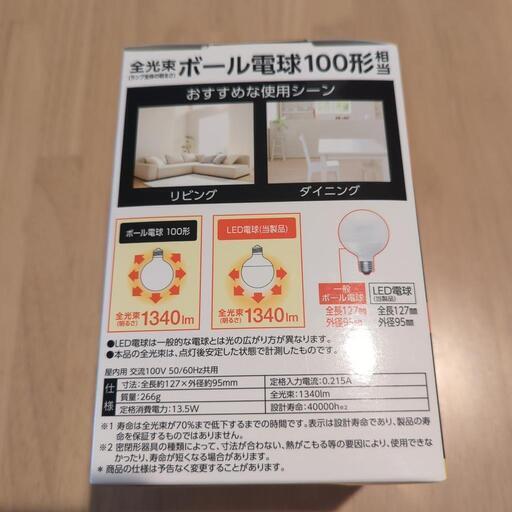 全光束 ボール電球100形 相当
(ランプ全体の明るさ)
おすすめな使用シーン
リビング ダイニング
ボール電球 100形 LED電球(当製品)
全光束 1340lm 全光束 1340lm
(明るさ) (明るさ)
一般 LED電球
ボール電球 (当製品)
全長127mm 全長127mm
外径95mm 外径95mm
●LED電球は一般的な電球とは光の広がり方が異なります。
●本品の全光束は、点灯後安定した状態で計測したものです。
屋内用 交流100V 50/60Hz共用
仕様
寸法:全長約127×外径約95mm 定格入力電流:0.215A
質量:266g 全光束:1340lm
定格消費電力:13.5W 設計寿命:40000h※2
※1 寿命は全光束が70%まで低下するまでの時間です。表示は設計寿命であり、製品の寿
命を保証するものではありません。
※2 密閉形器具の種類によって、寸法が合わない、熱がこもる等の要因により、使用できな
かったり、寿命が短くなる場合があります。
* 商品の仕様は予告なく変更することがあります。